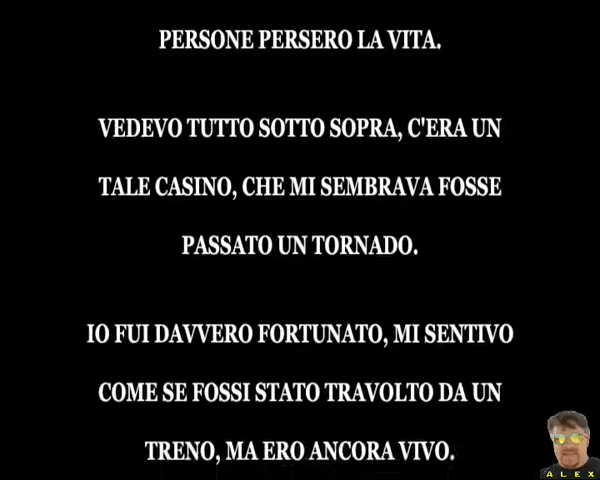 PERSONE PERSERO LA VITA.
VEDEVO TUTTO SOTTO SOPRA, C'ERA UN
TALE CASINO, CHE MI SEMBRAVA FOSSE
PASSATO UN TORNADO.
IO FUI DAVVERO FORTUNATO, MI SENTIVO
COME SE FOSSI STATO TRAVOLTO DA UN
TRENO, MA ERO ANCORA VIVO.
ALEX